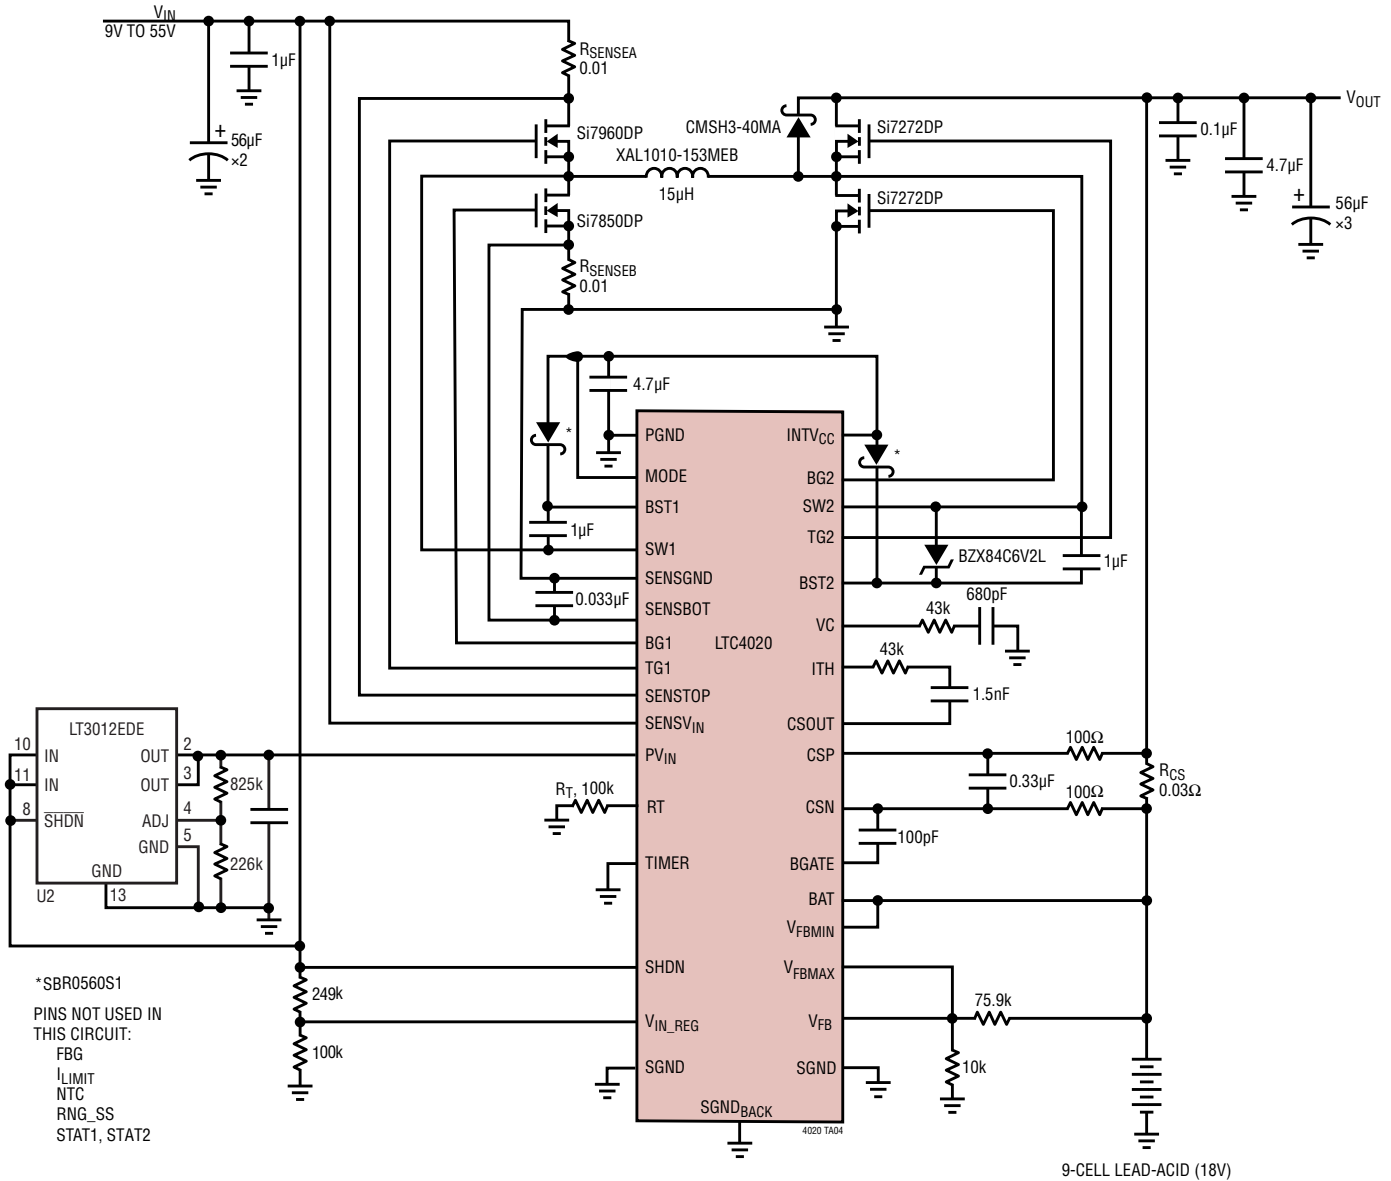 VIN
9V TO 55V
1µF
+
56µF
×2
RSENSEA
0.01
Si7960DP
XAL1010-153MEB
15µH
Si7850DP
RSENSEB
0.01
CMSH3-40MA
Si7272DP
Si7272DP
VOUT
0.1µF
4.7µF
+
56µF
×3
4.7µF
*
*
1µF
0.033µF
PGND
MODE
BST1
SW1
SENSGND
SENSBOT
BG1
TG1
SENSTOP
SENSVIN
PVIN
RT
TIMER
SHDN
VIN_REG
SGND
LTC4020
SGNDBACK
INTVCC
BG2
SW2
TG2
BST2
VC
ITH
CSOUT
CSP
CSN
BGATE
BAT
VFBMIN
VFBMAX
VFB
SGND
4020 TA04
BZX84C6V2L
1µF
43k
680pF
43k
1.5nF
100Ω
0.33µF
100Ω
RCS
0.03Ω
100pF
75.9k
10k
9-CELL LEAD-ACID (18V)
LT3012EDE
10
IN
11
IN
8
SHDN
OUT
2
OUT
3
ADJ
4
GND
5
GND
13
U2
825k
226k
RT, 100k
249k
100k
*SBR0560S1
PINS NOT USED IN
THIS CIRCUIT:
FBG
ILIMIT
NTC
RNG_SS
STAT1, STAT2